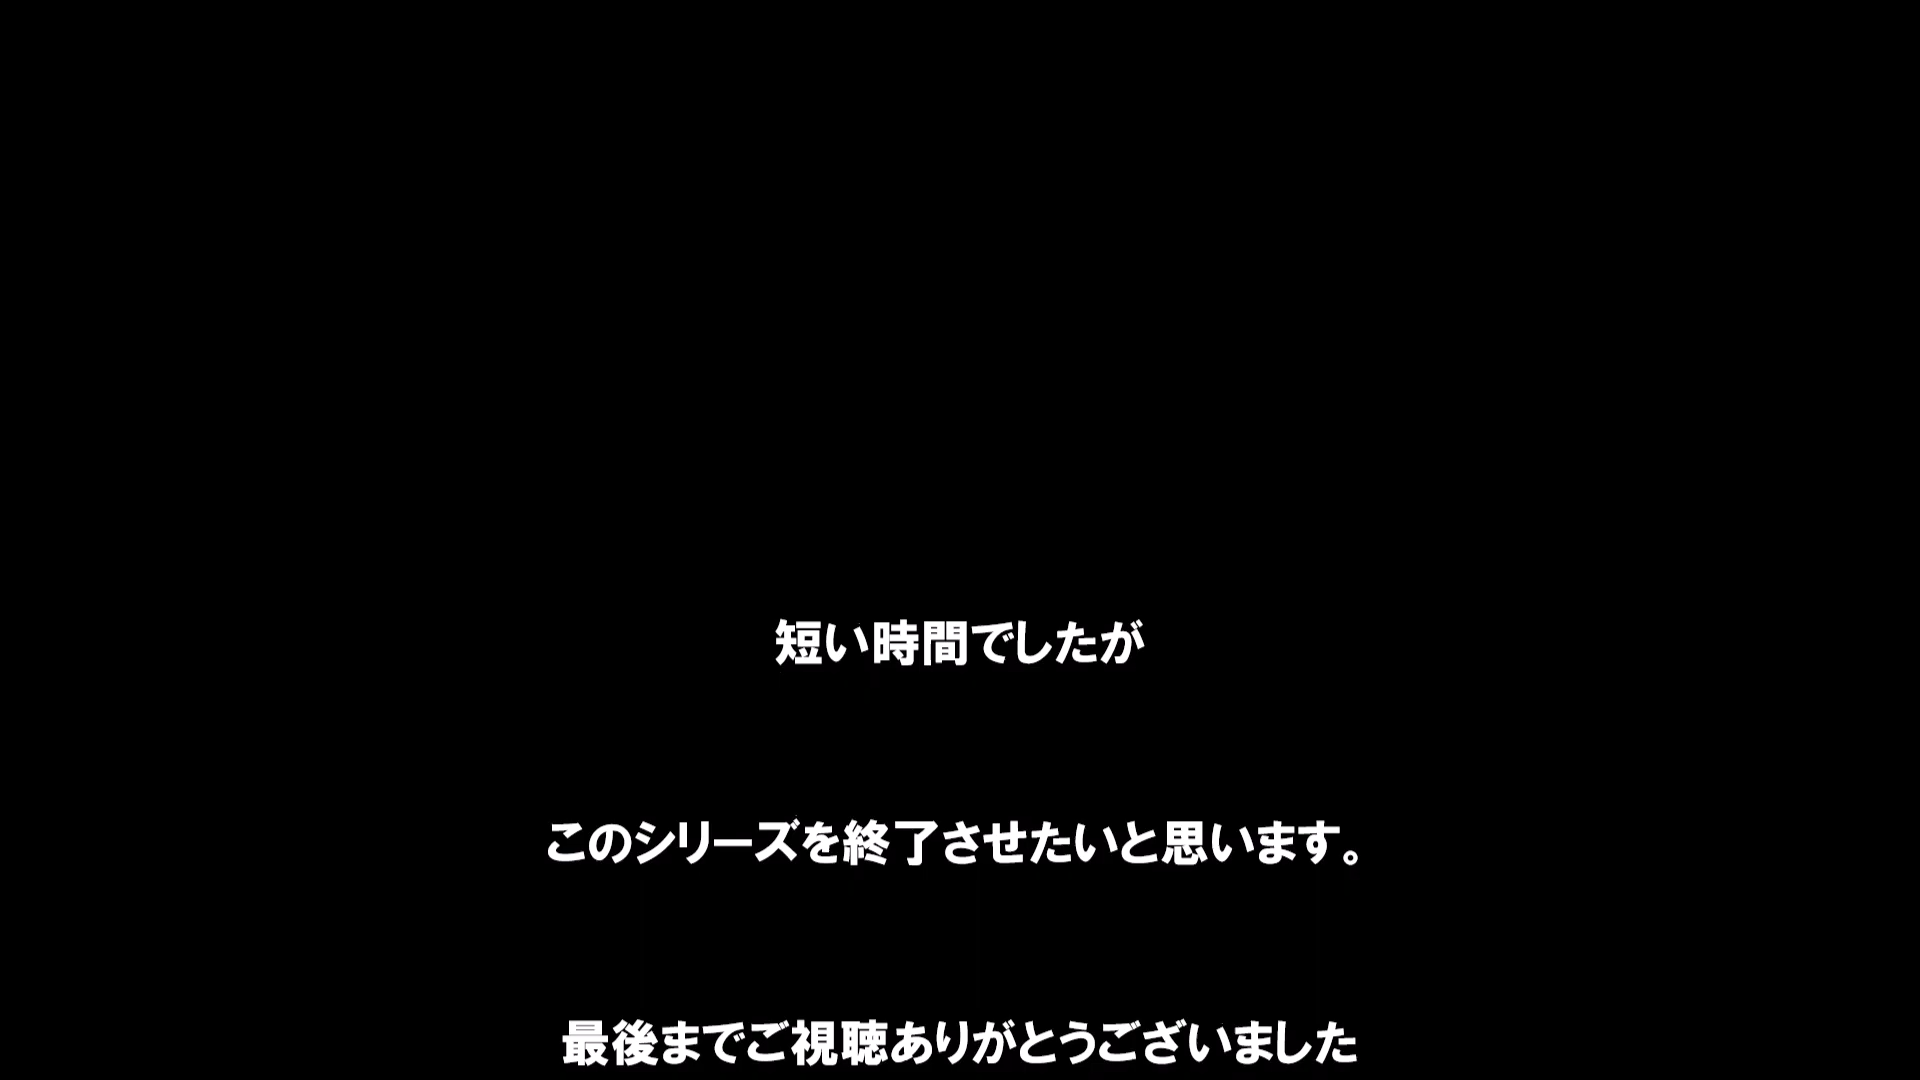 短い時間でしたが
このシリーズを終了させたいと思います。
最後までご視聴ありがとうございました